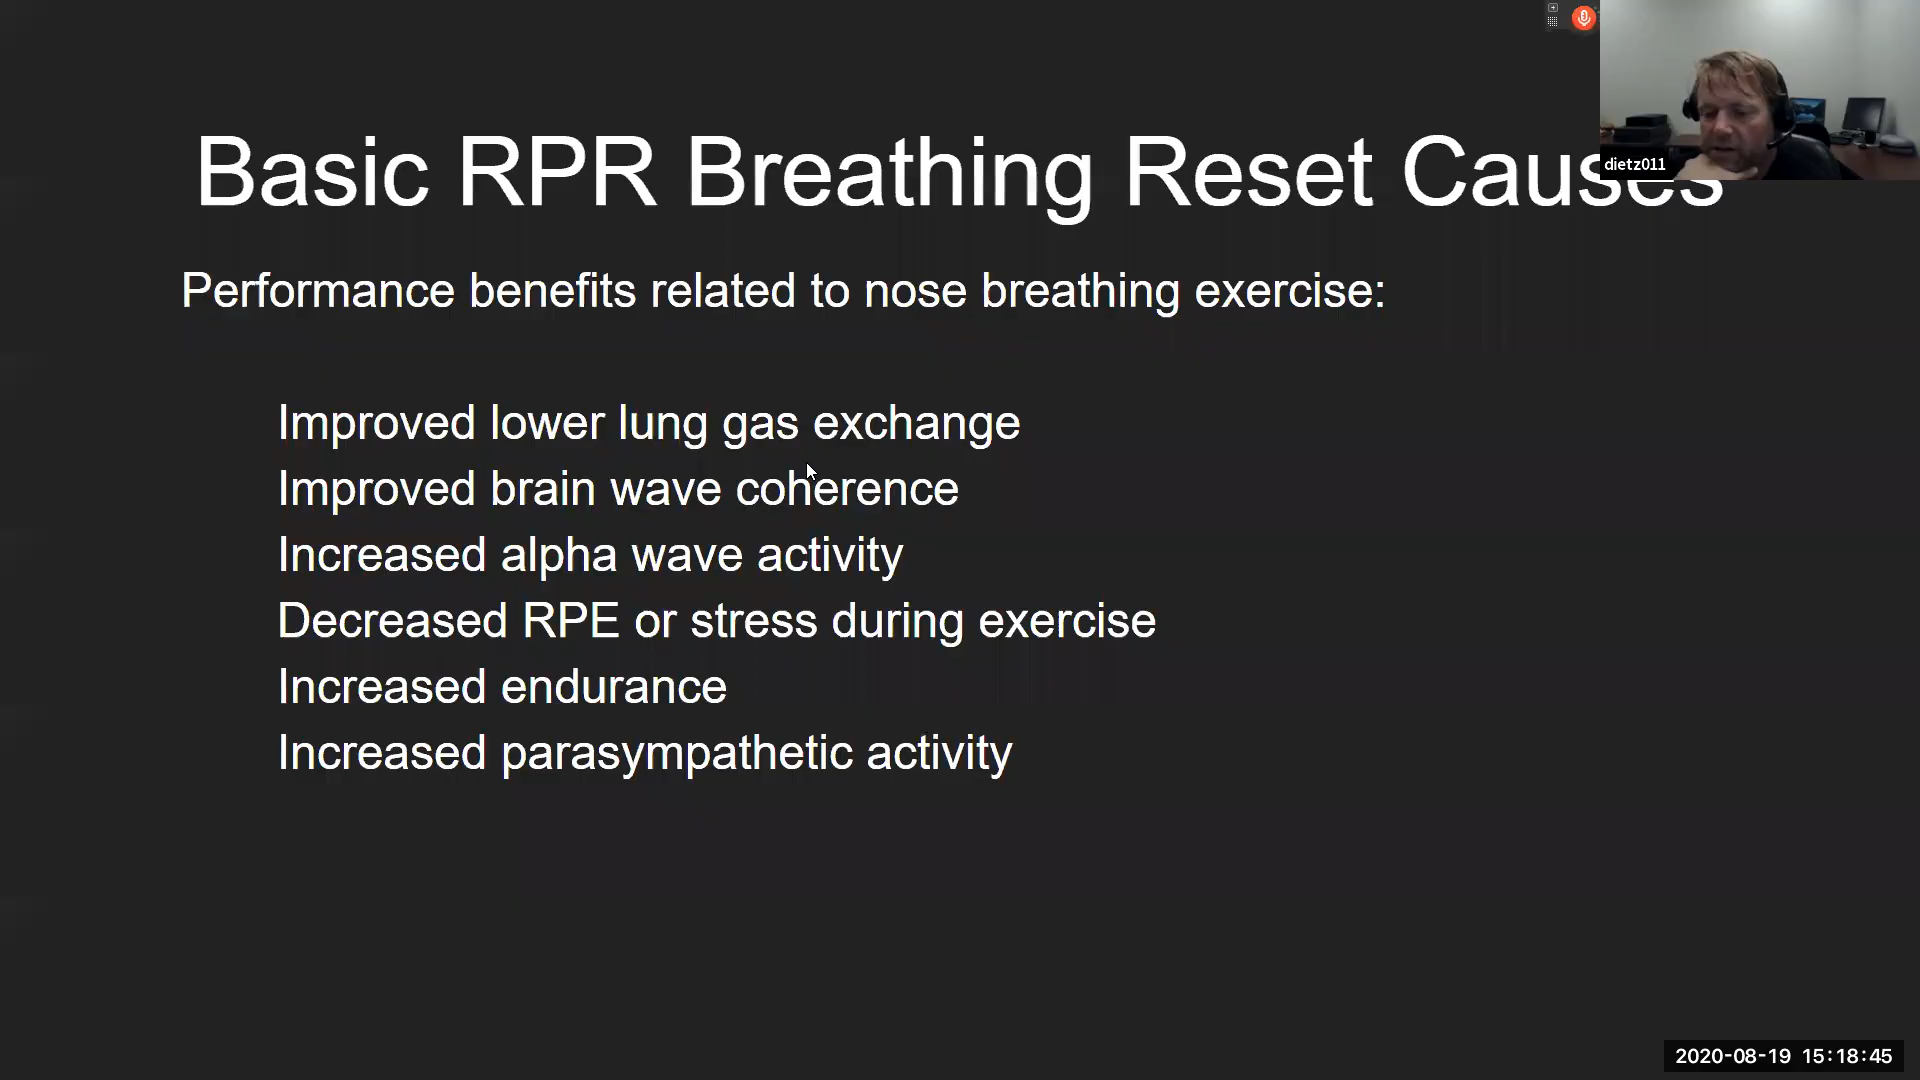 Basic RPR Breathing Reset Causes
dietz011
Performance benefits related to nose breathing exercise:
Improved lower lung gas exchange
Improved brain wave coherence
Increased alpha wave activity
Decreased RPE or stress during exercise
Increased endurance
Increased parasympathetic activity
2020-08-19 15:18:45